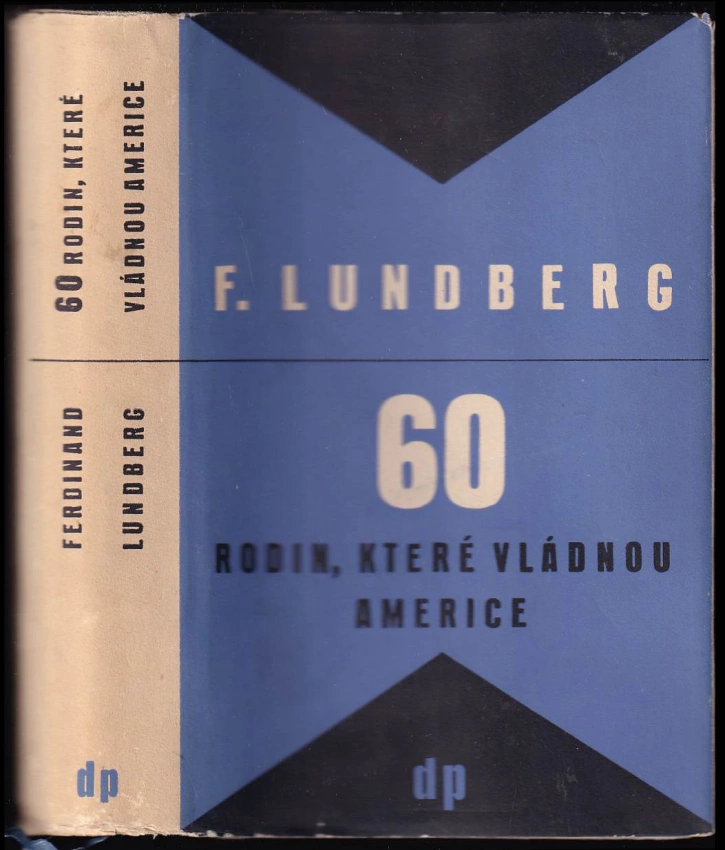 60 RODIN, KTERÉ
VLÁDNOU AMERICE
FERDINAND
LUNDBERG
dp
F. LUNDBERG
60
RODIN, KTERÉ VLÁDNOU
AMERICE
dp